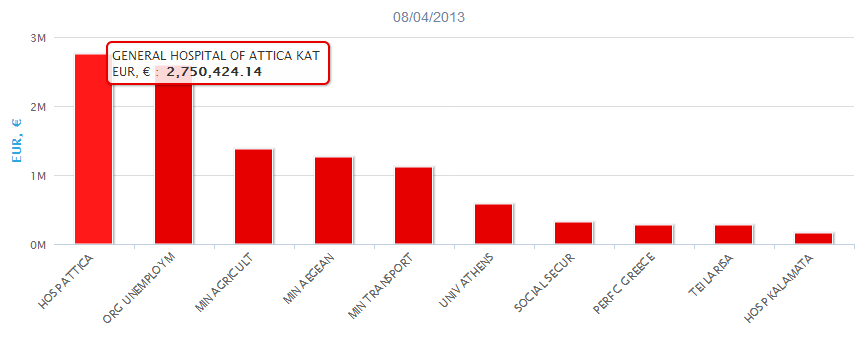 08/04/2013
3M
GENERAL HOSPITAL OF ATTICA KAT
EUR, € : 2,750,424.14
2M
EUR, €
1M
0M
HOSP ATTICA
ORG UNEMPLOYM
MIN AGRICULT
MIN AEGEAN
MIN TRANSPORT
UNIV ATHENS
SOCIAL SECUR
PERF C GREECE
TEI LARISA
HOSP KALAMATA